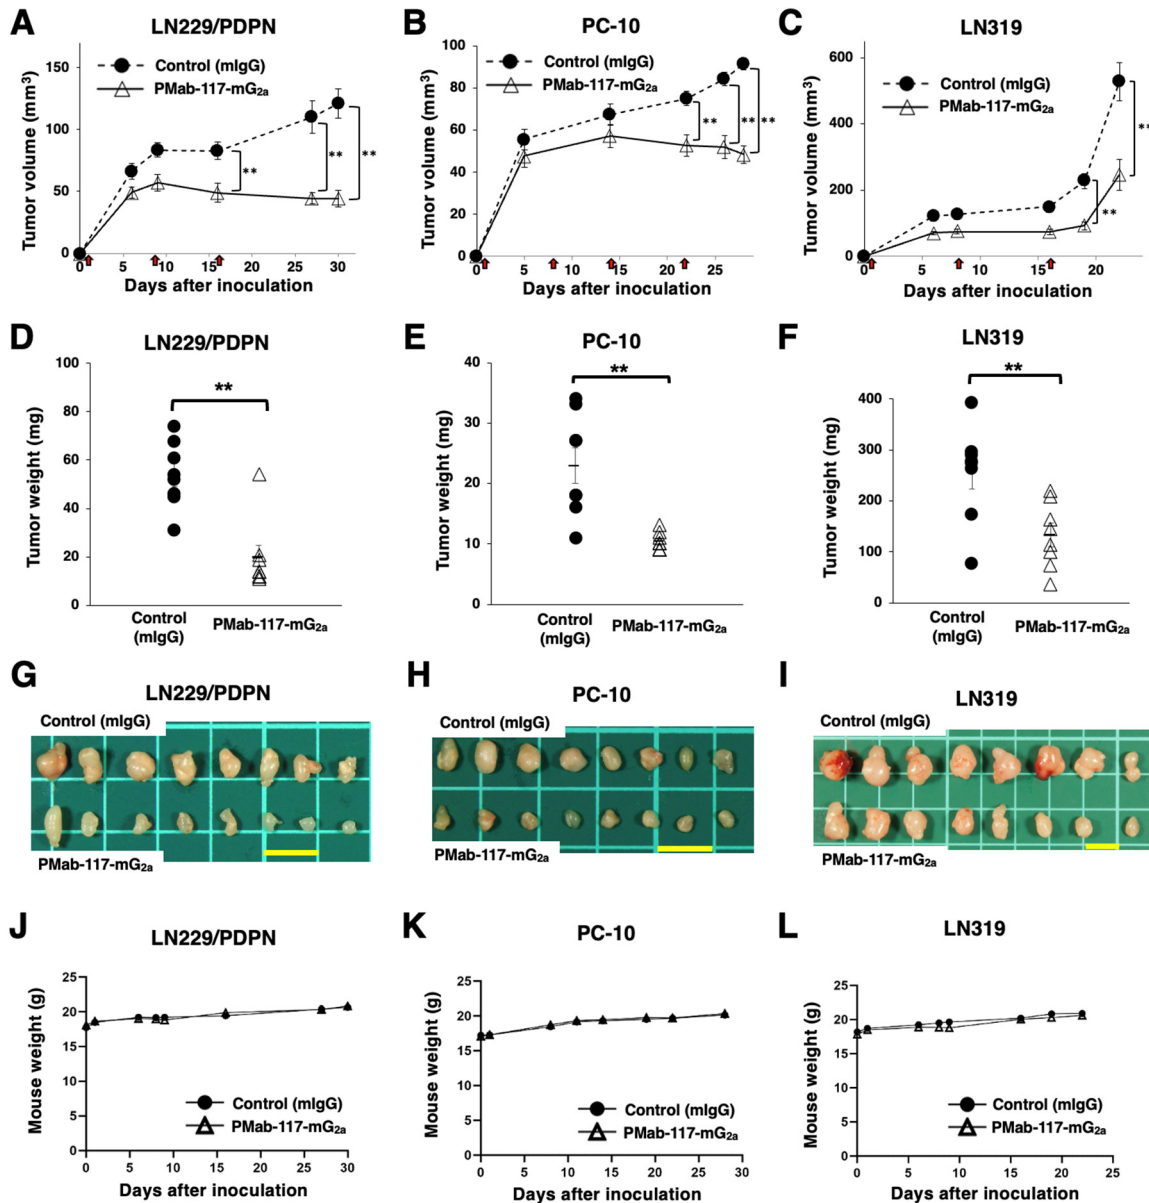 A
LN229/PDPN
Tumor volume (mm³)
150
100
50
0
Control (mIgG)
PMab-117-mG₂ₐ
**
**
**
0 5 10 15 20 25 30
Days after inoculation
B
PC-10
Tumor volume (mm³)
100
80
60
40
20
0
Control (mIgG)
PMab-117-mG₂ₐ
**
**
**
0 5 10 15 20 25
Days after inoculation
C
LN319
Tumor volume (mm³)
600
400
200
0
Control (mIgG)
PMab-117-mG₂ₐ
**
**
0 5 10 15 20
Days after inoculation
D
LN229/PDPN
Tumor weight (mg)
100
80
60
40
20
0
**
Control
(mIgG)
PMab-117-mG₂ₐ
E
PC-10
Tumor weight (mg)
40
30
20
10
0
**
Control
(mIgG)
PMab-117-mG₂ₐ
F
LN319
Tumor weight (mg)
400
300
200
100
0
**
Control
(mIgG)
PMab-117-mG₂ₐ
G
LN229/PDPN
Control (mIgG)
PMab-117-mG₂ₐ
H
PC-10
Control (mIgG)
PMab-117-mG₂ₐ
I
LN319
Control (mIgG)
PMab-117-mG₂ₐ
J
LN229/PDPN
Mouse weight (g)
25
20
15
10
5
0
Control (mIgG)
PMab-117-mG₂ₐ
0 5 10 15 20 25 30
Days after inoculation
K
PC-10
Mouse weight (g)
25
20
15
10
5
0
Control (mIgG)
PMab-117-mG₂ₐ
0 5 10 15 20 25 30
Days after inoculation
L
LN319
Mouse weight (g)
25
20
15
10
5
0
Control (mIgG)
PMab-117-mG₂ₐ
0 5 10 15 20 25
Days after inoculation